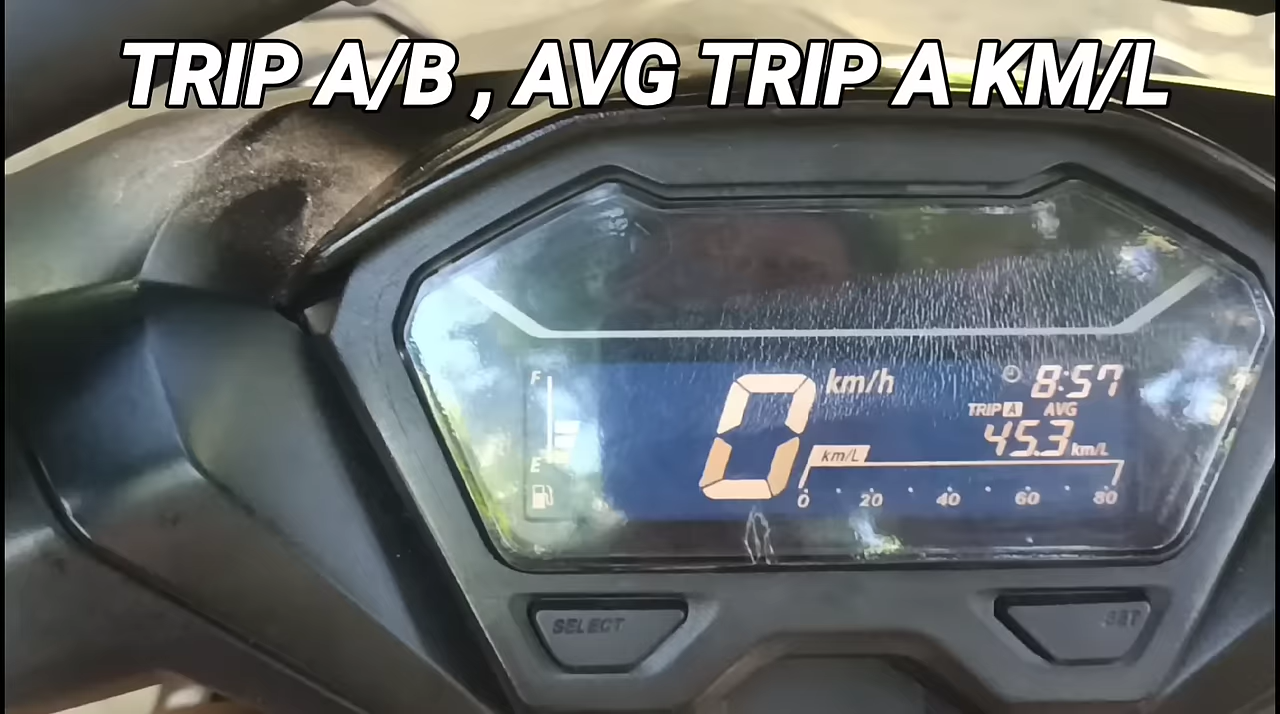 TRIP A/B , AVG TRIP A KM/L
F
E
0 km/h
8:57
TRIP A AVG
45.3 km/L
km/L
0 20 40 60 80
SELECT
SET